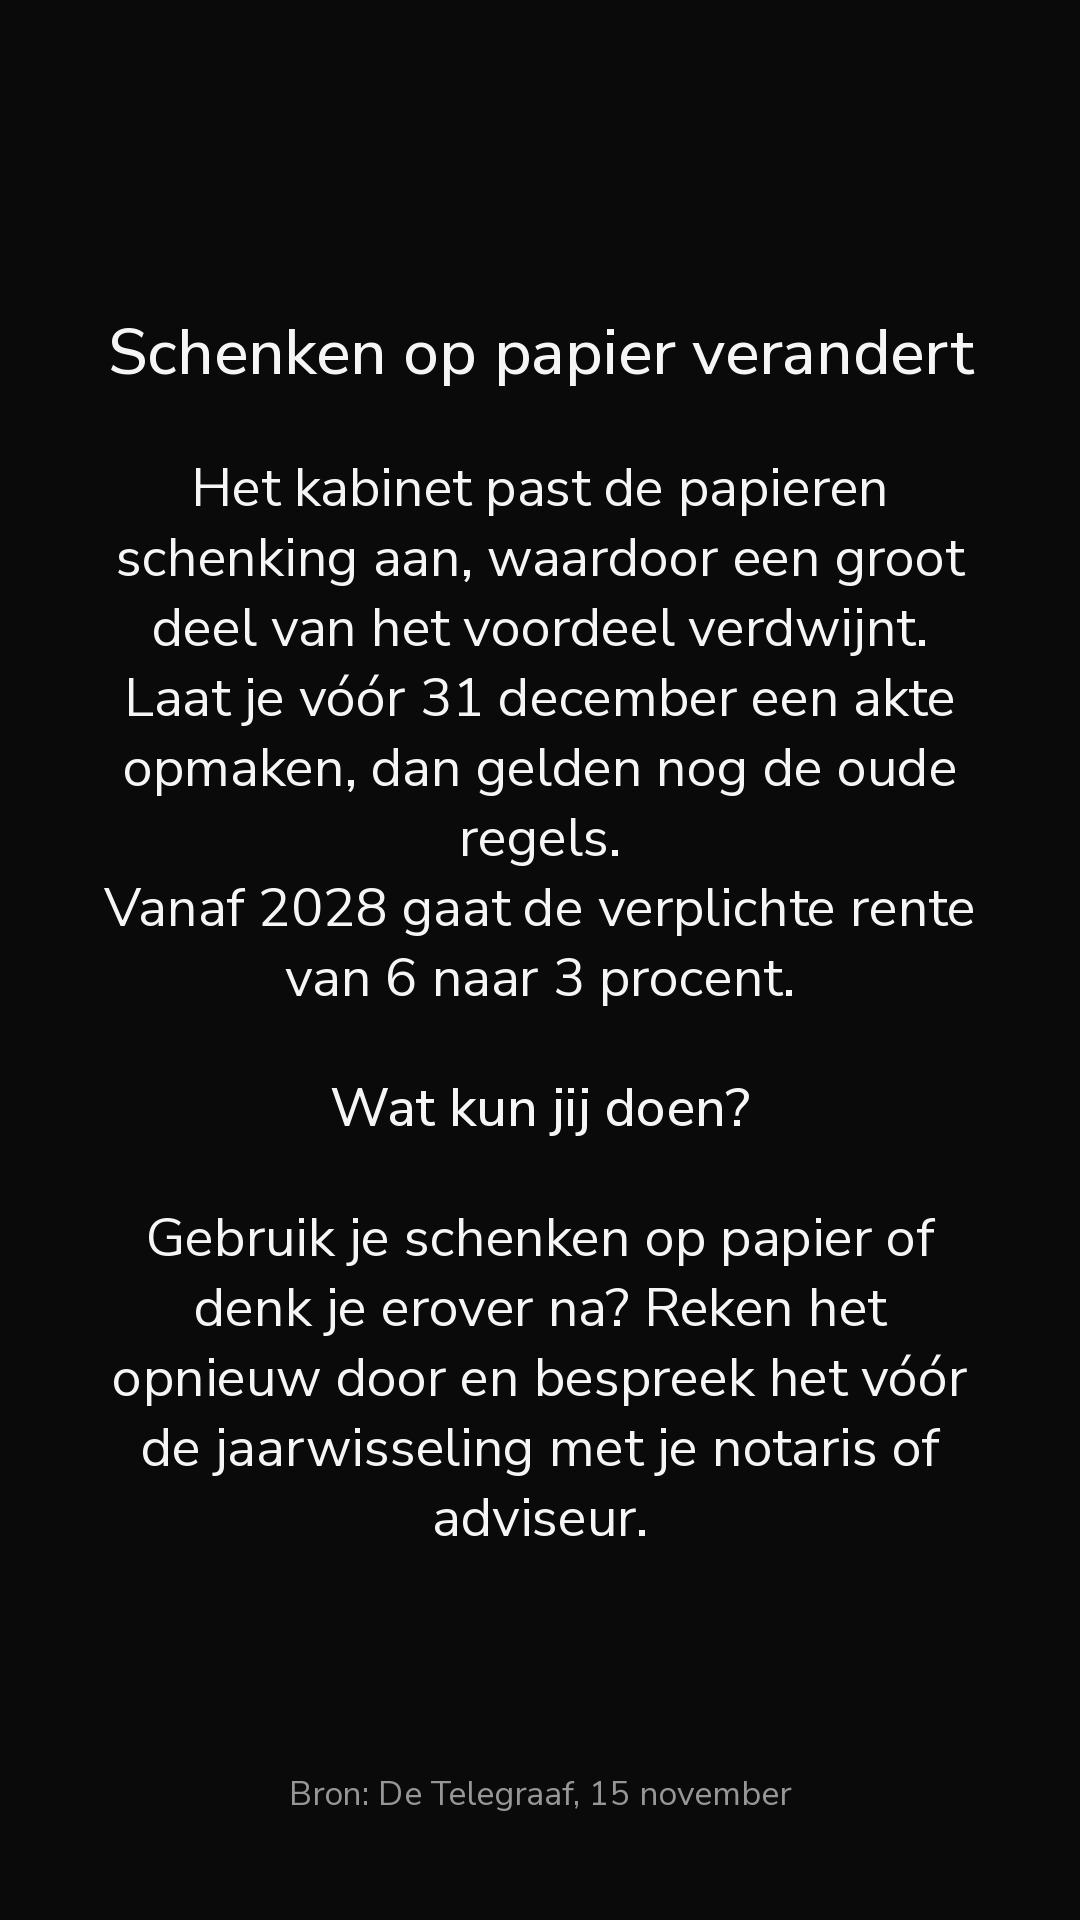 Schenken op papier verandert
Het kabinet past de papieren
schenking aan, waardoor een groot
deel van het voordeel verdwijnt.
Laat je vóór 31 december een akte
opmaken, dan gelden nog de oude
regels.
Vanaf 2028 gaat de verplichte rente
van 6 naar 3 procent.
Wat kun jij doen?
Gebruik je schenken op papier of
denk je erover na? Reken het
opnieuw door en bespreek het vóór
de jaarwisseling met je notaris of
adviseur.
Bron: De Telegraaf, 15 november